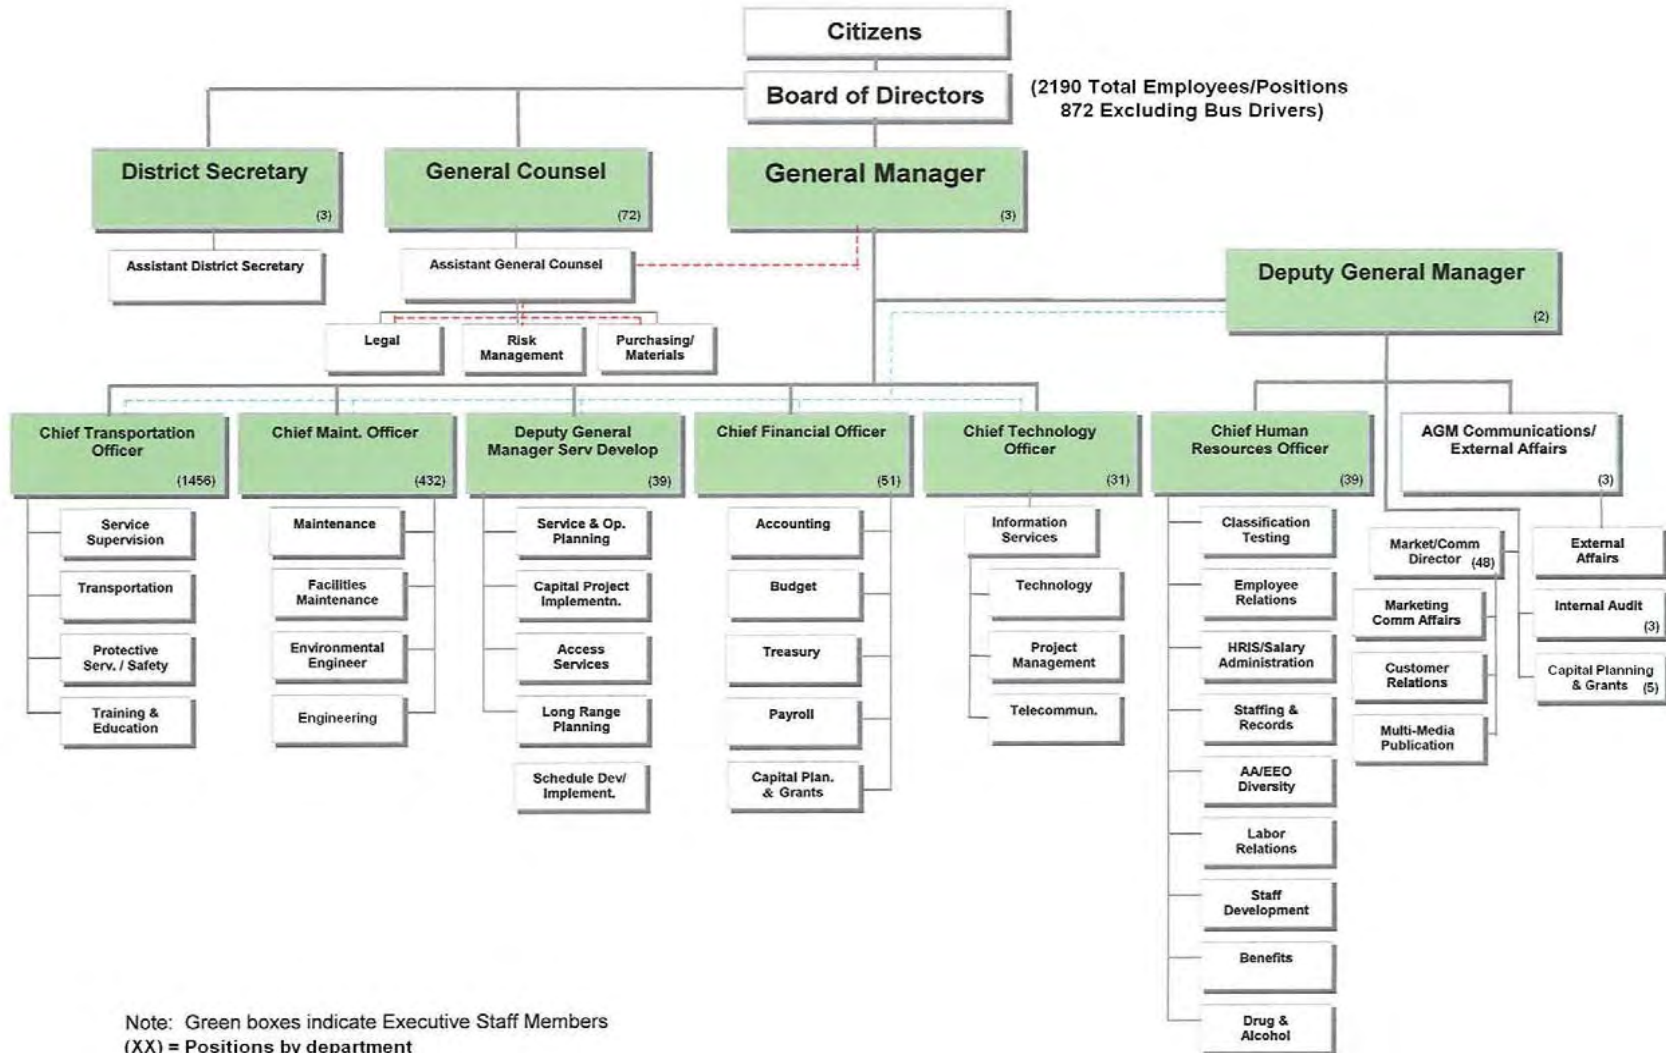 Citizens
Board of Directors
(2190 Total Employees/Positions
872 Excluding Bus Drivers)
District Secretary
(3)
General Counsel
(72)
General Manager
(3)
Assistant District Secretary
Assistant General Counsel
Deputy General Manager
(2)
Legal
Risk
Management
Purchasing/
Materials
Chief Transportation
Officer
(1456)
Chief Maint. Officer
(432)
Deputy General
Manager Serv Develop
(39)
Chief Financial Officer
(51)
Chief Technology
Officer
(31)
Chief Human
Resources Officer
(39)
AGM Communications/
External Affairs
(3)
Service
Supervision
Transportation
Protective
Serv. / Safety
Training &
Education
Maintenance
Facilities
Maintenance
Environmental
Engineer
Engineering
Service & Op.
Planning
Capital Project
Implementn.
Access
Services
Long Range
Planning
Schedule Dev/
Implement.
Accounting
Budget
Treasury
Payroll
Capital Plan.
& Grants
Information
Services
Technology
Project
Management
Telecommun.
Classification
Testing
Employee
Relations
HRIS/Salary
Administration
Staffing &
Records
AA/EEO
Diversity
Labor
Relations
Staff
Development
Benefits
Drug &
Alcohol
Market/Comm
Director (48)
Marketing
Comm Affairs
Customer
Relations
Multi-Media
Publication
External
Affairs
Internal Audit
(3)
Capital Planning
& Grants (5)
Note: Green boxes indicate Executive Staff Members
(XX) = Positions by department